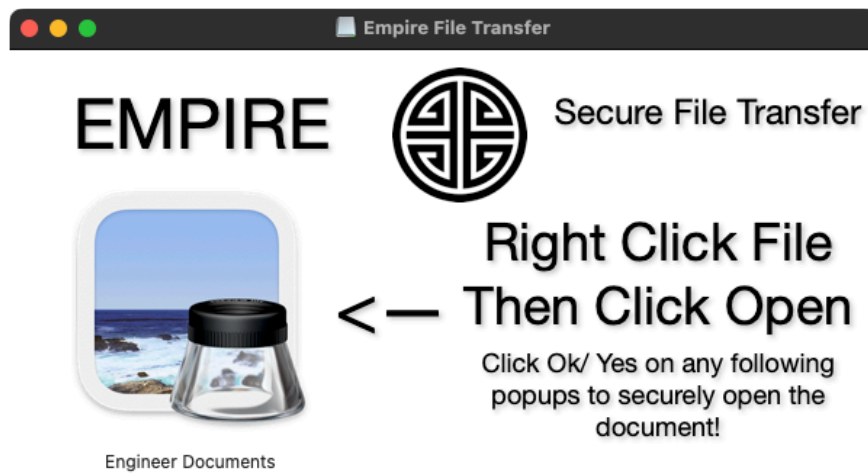 Empire File Transfer
EMPIRE
Secure File Transfer
Right Click File
<— Then Click Open
Click Ok/ Yes on any following
popups to securely open the
document!
Engineer Documents